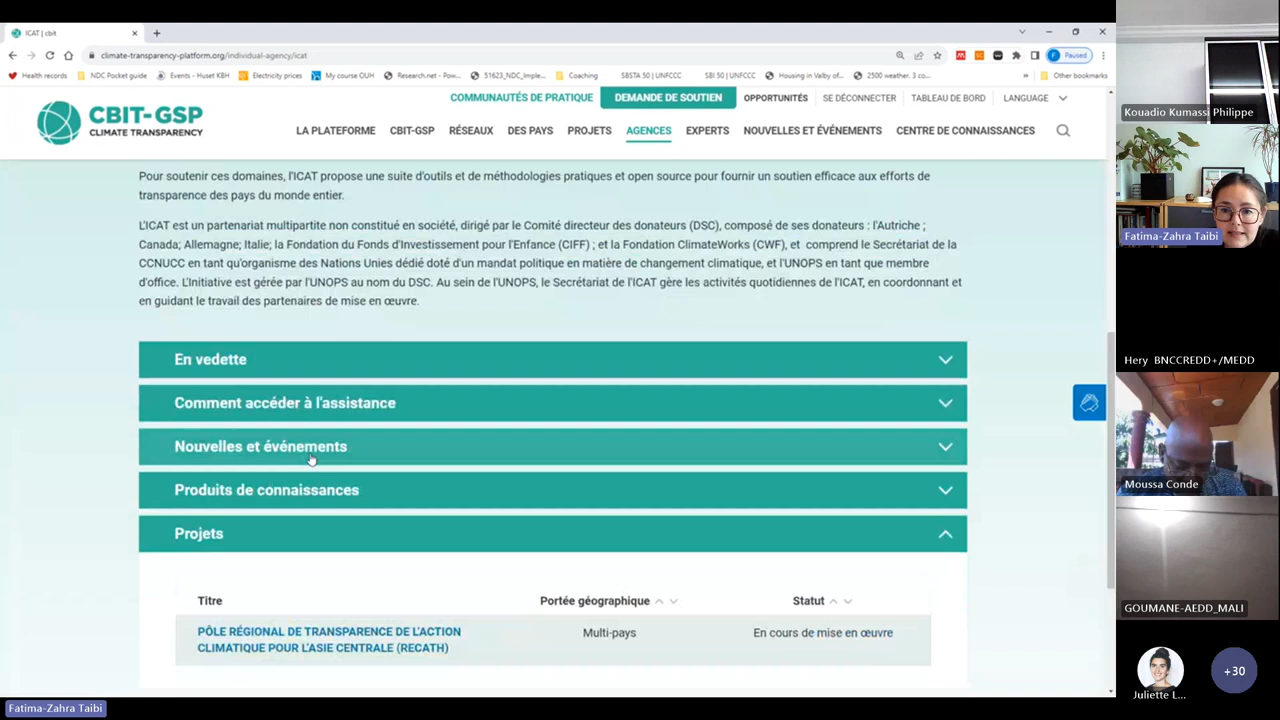 ICAT | cbit
climate-transparency-platform.org/individual-agency/icat
Paused
Health records
NDC Pocket guide
Events - Huset KBH
Electricity prices
My course OUH
Research.net - Pow...
51623_NDC_Imple...
Coaching
SBSTA 50 | UNFCCC
SBI 50 | UNFCCC
Housing in Valby of...
2500 weather. 3 co...
»
Other bookmarks
COMMUNAUTÉS DE PRATIQUE
DEMANDE DE SOUTIEN
OPPORTUNITÉS
SE DÉCONNECTER
TABLEAU DE BORD
LANGUAGE
CBIT-GSP
CLIMATE TRANSPARENCY
LA PLATEFORME
CBIT-GSP
RÉSEAUX
DES PAYS
PROJETS
AGENCES
EXPERTS
NOUVELLES ET ÉVÉNEMENTS
CENTRE DE CONNAISSANCES
Pour soutenir ces domaines, l'ICAT propose une suite d'outils et de méthodologies pratiques et open source pour fournir un soutien efficace aux efforts de
transparence des pays du monde entier.
L'ICAT est un partenariat multipartite non constitué en société, dirigé par le Comité directeur des donateurs (DSC), composé de ses donateurs : l'Autriche ;
Canada; Allemagne; Italie; la Fondation du Fonds d'Investissement pour l'Enfance (CIFF) ; et la Fondation ClimateWorks (CWF), et comprend le Secrétariat de la
CCNUCC en tant qu'organisme des Nations Unies dédié doté d'un mandat politique en matière de changement climatique, et l'UNOPS en tant que membre
d'office. L'Initiative est gérée par l'UNOPS au nom du DSC. Au sein de l'UNOPS, le Secrétariat de l'ICAT gère les activités quotidiennes de l'ICAT, en coordonnant et
en guidant le travail des partenaires de mise en œuvre.
En vedette
Comment accéder à l'assistance
Nouvelles et événements
Produits de connaissances
Projets
Titre
Portée géographique
Statut
PÔLE RÉGIONAL DE TRANSPARENCE DE L'ACTION
CLIMATIQUE POUR L'ASIE CENTRALE (RECATH)
Multi-pays
En cours de mise en œuvre
Kouadio Kumassi Philippe
Fatima-Zahra Taibi
Hery BNCCREDD+/MEDD
Moussa Conde
GOUMANE-AEDD_MALI
Juliette L...
+30
Fatima-Zahra Taibi